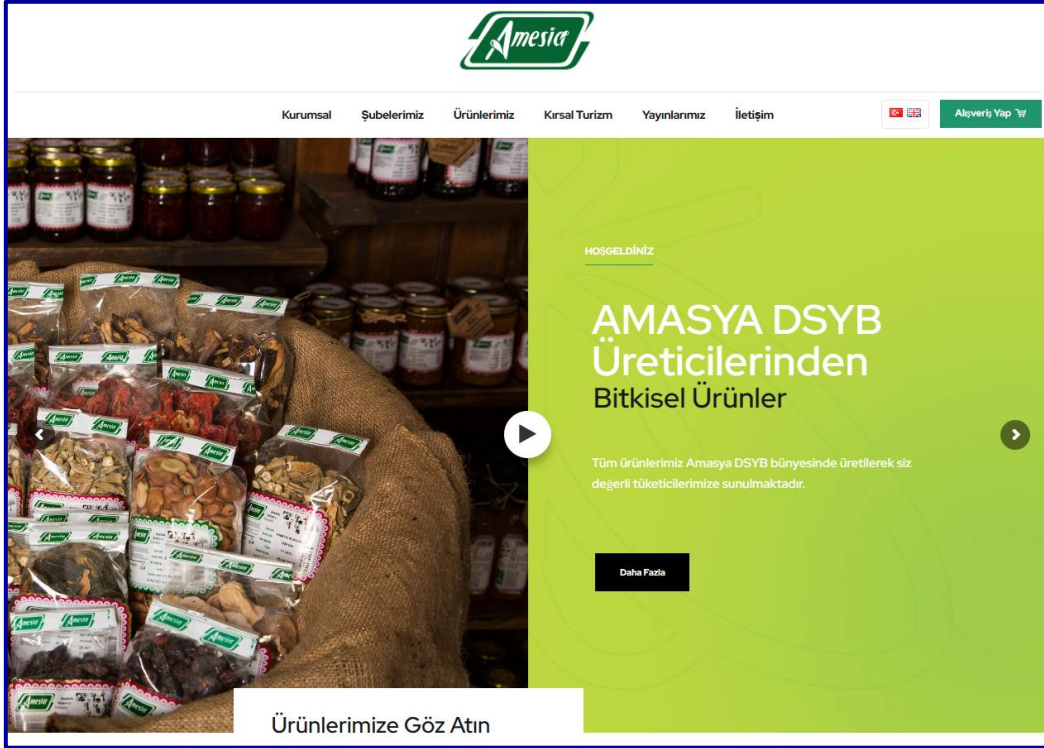 Amesia
Kurumsal Şubelerimiz Ürünlerimiz Kırsal Turizm Yayınlarımız İletişim Alışveriş Yap
HOŞGELDİNİZ
AMASYA DSYB
Üreticilerinden
Bitkisel Ürünler
Tüm ürünlerimiz Amasya DSYB bünyesinde üretilerek siz
değerli tüketicilerimize sunulmaktadır.
Daha Fazla
Ürünlerimize Göz Atın